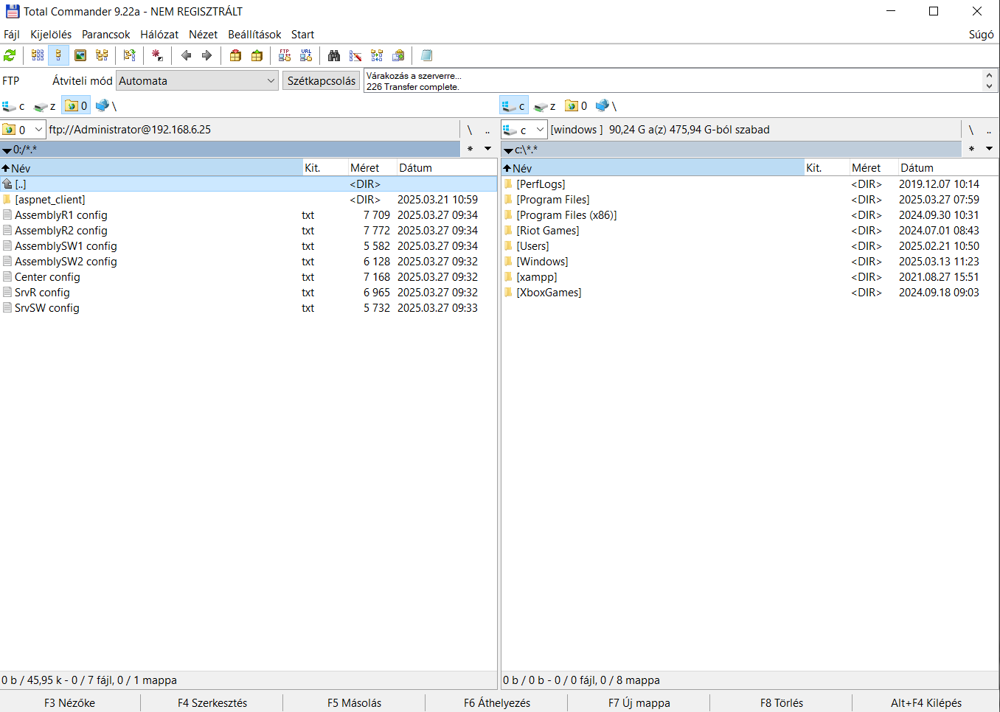 Total Commander 9.22a - NEM REGISZTRÁLT
Fájl Kijelölés Parancsok Hálózat Nézet Beállítások Start Súgó
FTP URL
FTP Átviteli mód Automata Szétkapcsolás
Várakozás a szerverre...
226 Transfer complete.
c z 0 \
c z 0 \
0 ftp://Administrator@192.168.6.25 \ ..
c [windows ] 90,24 G a(z) 475,94 G-ból szabad \ ..
0:/*.* *
c:\*.* *
Név Kit. Méret Dátum
[..] <DIR>
[aspnet_client] <DIR> 2025.03.21 10:59
AssemblyR1 config txt 7 709 2025.03.27 09:34
AssemblyR2 config txt 7 772 2025.03.27 09:34
AssemblySW1 config txt 5 582 2025.03.27 09:34
AssemblySW2 config txt 6 128 2025.03.27 09:32
Center config txt 7 168 2025.03.27 09:32
SrvR config txt 6 965 2025.03.27 09:32
SrvSW config txt 5 732 2025.03.27 09:33
Név Kit. Méret Dátum
[PerfLogs] <DIR> 2019.12.07 10:14
[Program Files] <DIR> 2025.03.27 07:59
[Program Files (x86)] <DIR> 2024.09.30 10:31
[Riot Games] <DIR> 2024.07.01 08:43
[Users] <DIR> 2025.02.21 10:50
[Windows] <DIR> 2025.03.13 11:23
[xampp] <DIR> 2021.08.27 15:51
[XboxGames] <DIR> 2024.09.18 09:03
0 b / 45,95 k - 0 / 7 fájl, 0 / 1 mappa
0 b / 0 b - 0 / 0 fájl, 0 / 8 mappa
F3 Nézőke F4 Szerkesztés F5 Másolás F6 Áthelyezés F7 Új mappa F8 Törlés Alt+F4 Kilépés